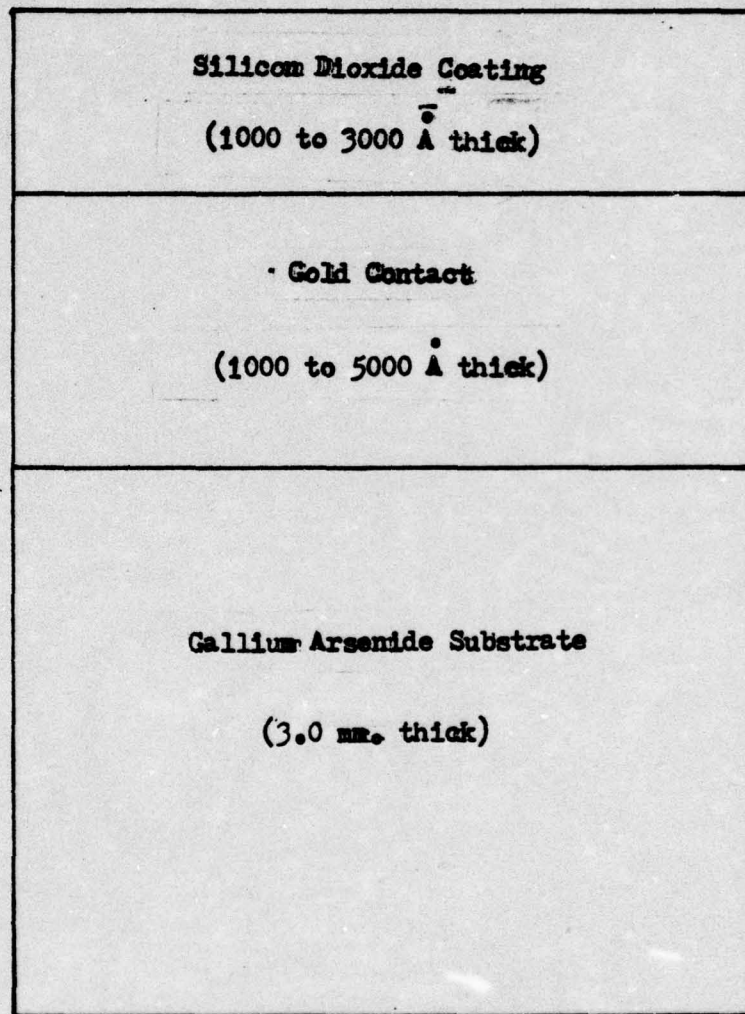 Silicon Dioxide Coating
(1000 to 3000 Å thick)
Gold Contact
(1000 to 5000 Å thick)
Gallium Arsenide Substrate
(3.0 mm. thick)